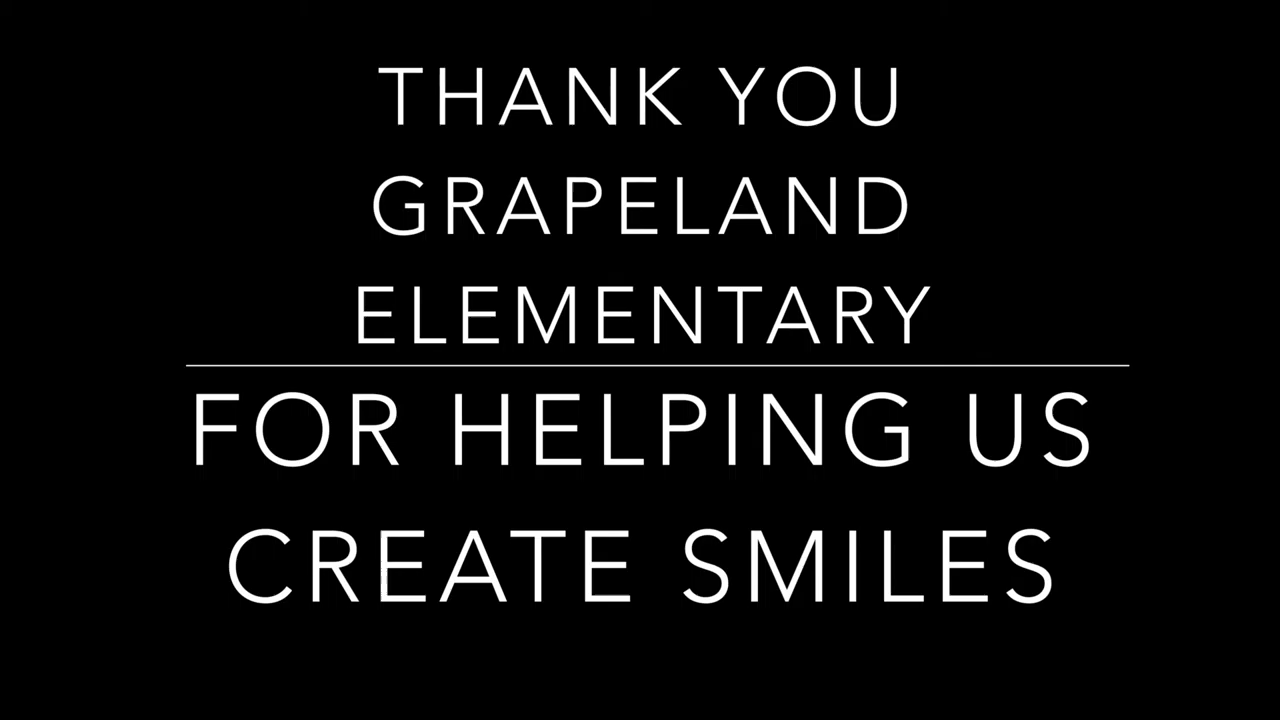 THANK YOU
GRAPELAND
ELEMENTARY
FOR HELPING US
CREATE SMILES